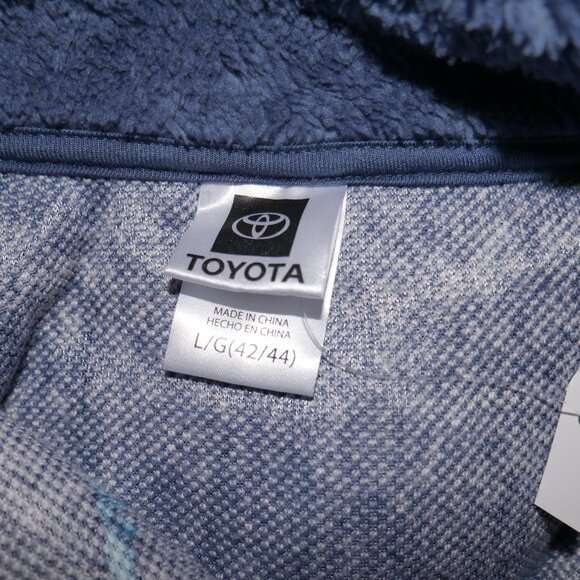 TOYOTA
MADE IN CHINA
HECHO EN CHINA
L/G(42/44)